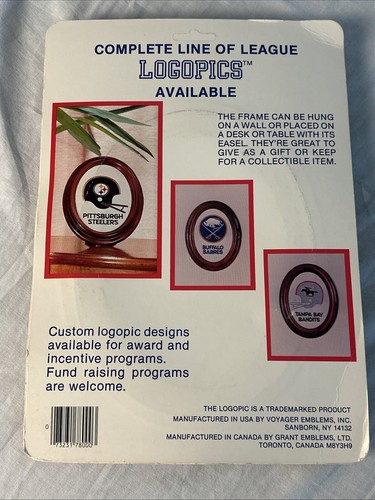 COMPLETE LINE OF LEAGUE
LOGOPICS™
AVAILABLE
THE FRAME CAN BE HUNG
ON A WALL OR PLACED ON
A DESK OR TABLE WITH ITS
EASEL. THEY'RE GREAT TO
GIVE AS A GIFT OR KEEP
FOR A COLLECTIBLE ITEM.
PITTSBURGH
STEELERS
BUFFALO
SABRES
TAMPA BAY
BANDITS
Custom logopic designs
available for award and
incentive programs.
Fund raising programs
are welcome.
THE LOGOPIC IS A TRADEMARKED PRODUCT
MANUFACTURED IN USA BY VOYAGER EMBLEMS, INC.
SANBORN, NY 14132
MANUFACTURED IN CANADA BY GRANT EMBLEMS, LTD.
TORONTO, CANADA M8Y3H9
0 73231 78000